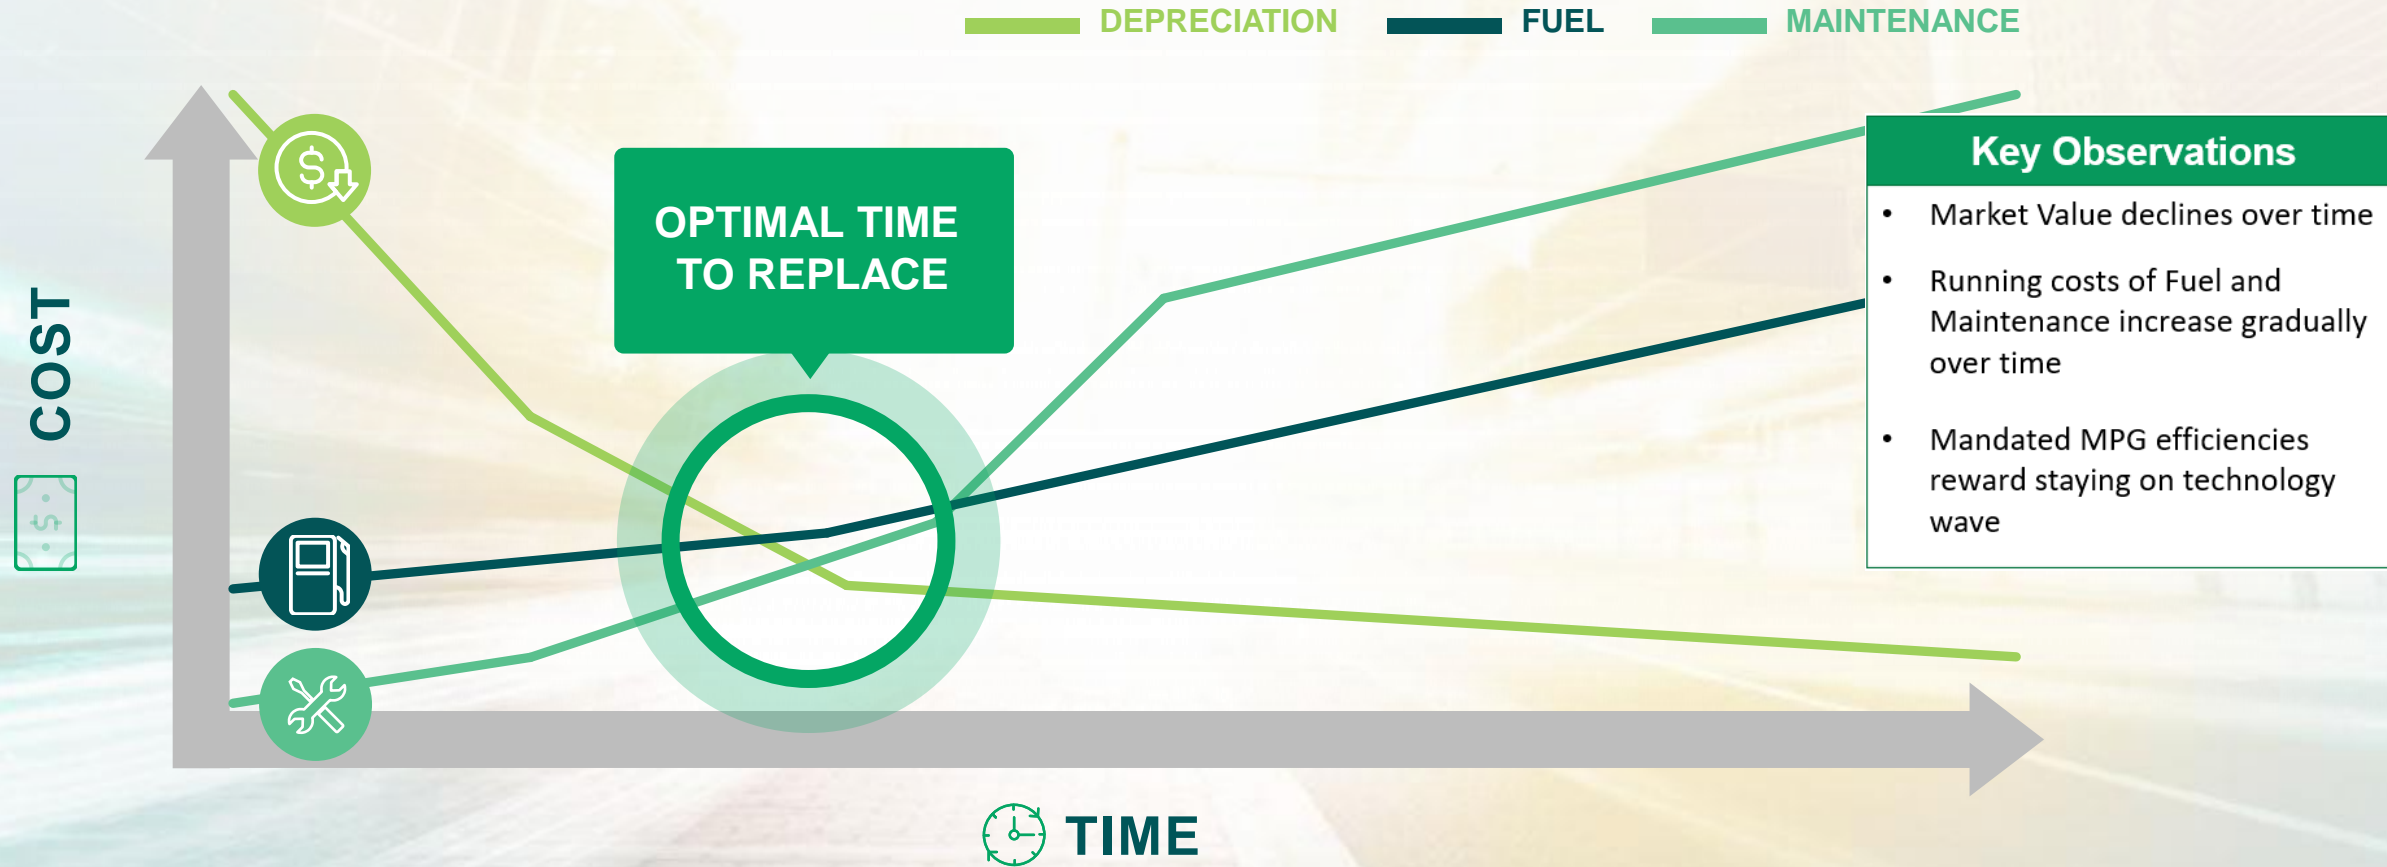 DEPRECIATION
FUEL
MAINTENANCE
OPTIMAL TIME
TO REPLACE
COST
$
$
TIME
Key Observations
• Market Value declines over time
• Running costs of Fuel and
Maintenance increase gradually
over time
• Mandated MPG efficiencies
reward staying on technology
wave